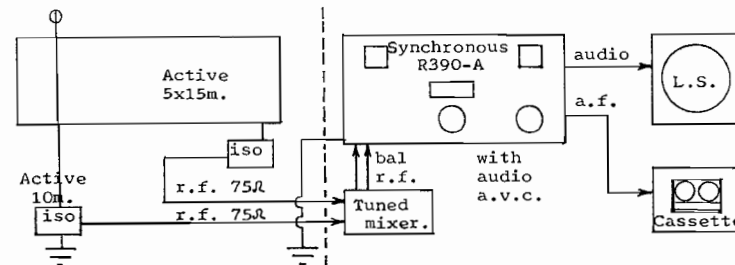 Active
5x15m.
iso
Active
10m.
iso
r.f. 75Ω
r.f. 75Ω
Synchronous
R390-A
bal
r.f.
Tuned
mixer.
with
audio
a.v.c.
audio
a.f.
L.S.
Cassette